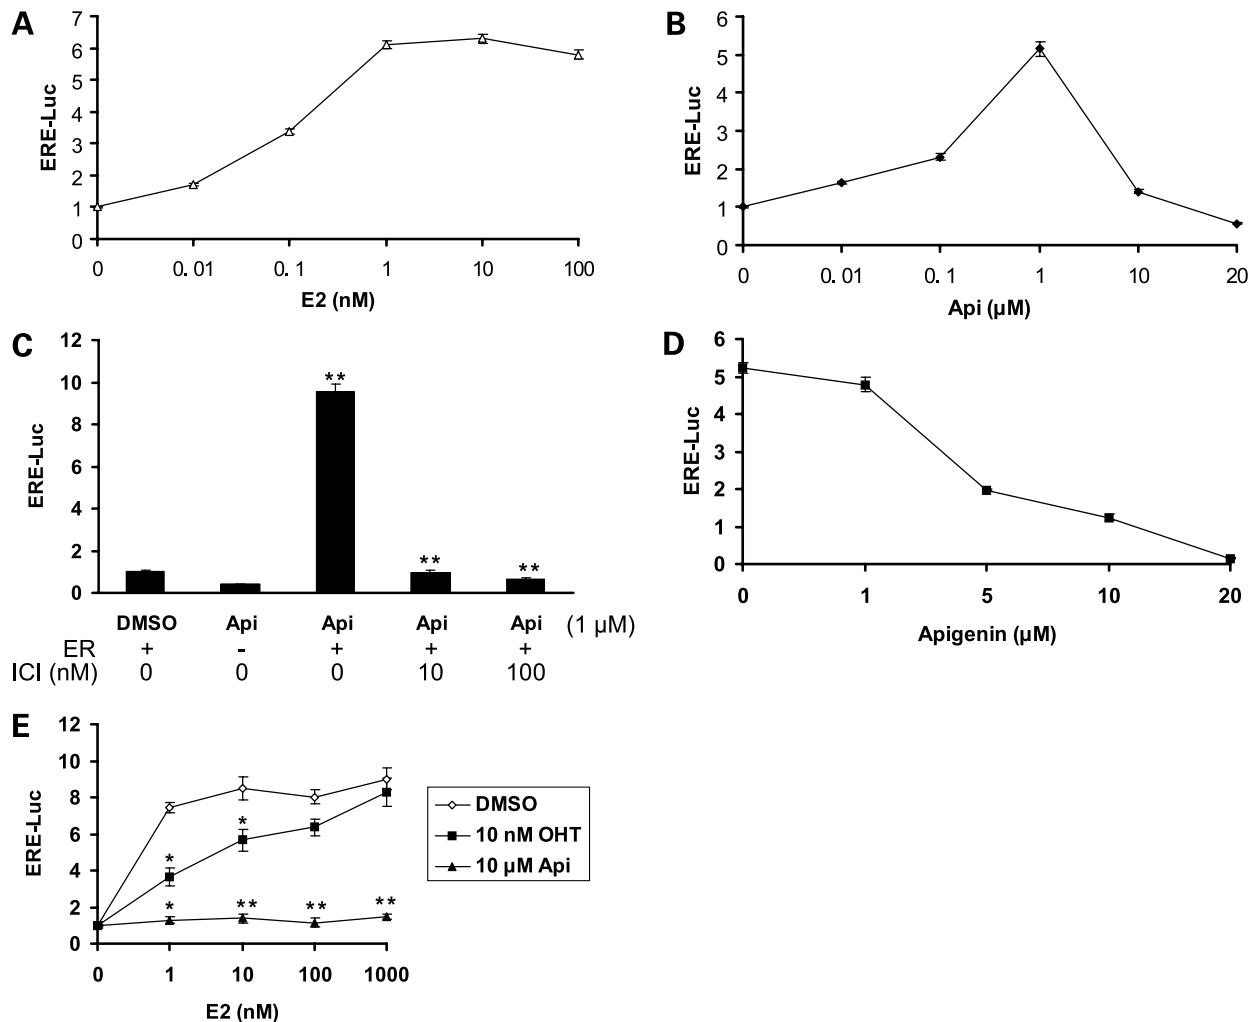 A
ERE-Luc
7
6
5
4
3
2
1
0
0 0.01 0.1 1 10 100
E2 (nM)
B
ERE-Luc
6
5
4
3
2
1
0
0 0.01 0.1 1 10 20
Api (µM)
C
ERE-Luc
12
10
8
6
4
2
0
** ** **
DMSO Api Api Api Api (1 µM)
ER + - + + +
ICI (nM) 0 0 0 10 100
D
ERE-Luc
6
5
4
3
2
1
0
0 1 5 10 20
Apigenin (µM)
E
ERE-Luc
12
10
8
6
4
2
0
* *
* ** ** **
0 1 10 100 1000
E2 (nM)
DMSO
10 nM OHT
10 µM Api